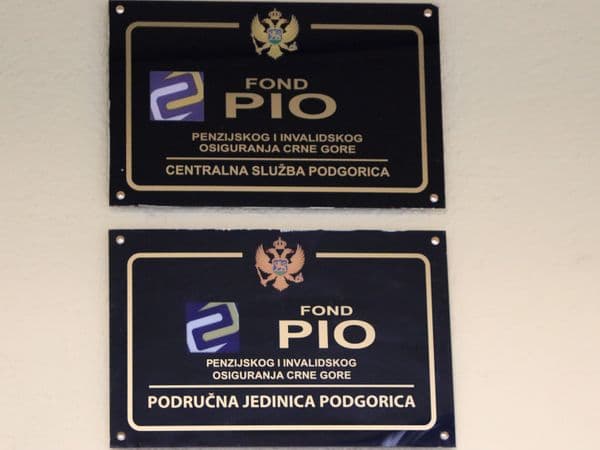 FOND
PIO
PENZIJSKOG I INVALIDSKOG
OSIGURANJA CRNE GORE
CENTRALNA SLUŽBA PODGORICA
FOND
PIO
PENZIJSKOG I INVALIDSKOG
OSIGURANJA CRNE GORE
PODRUČNA JEDINICA PODGORICA